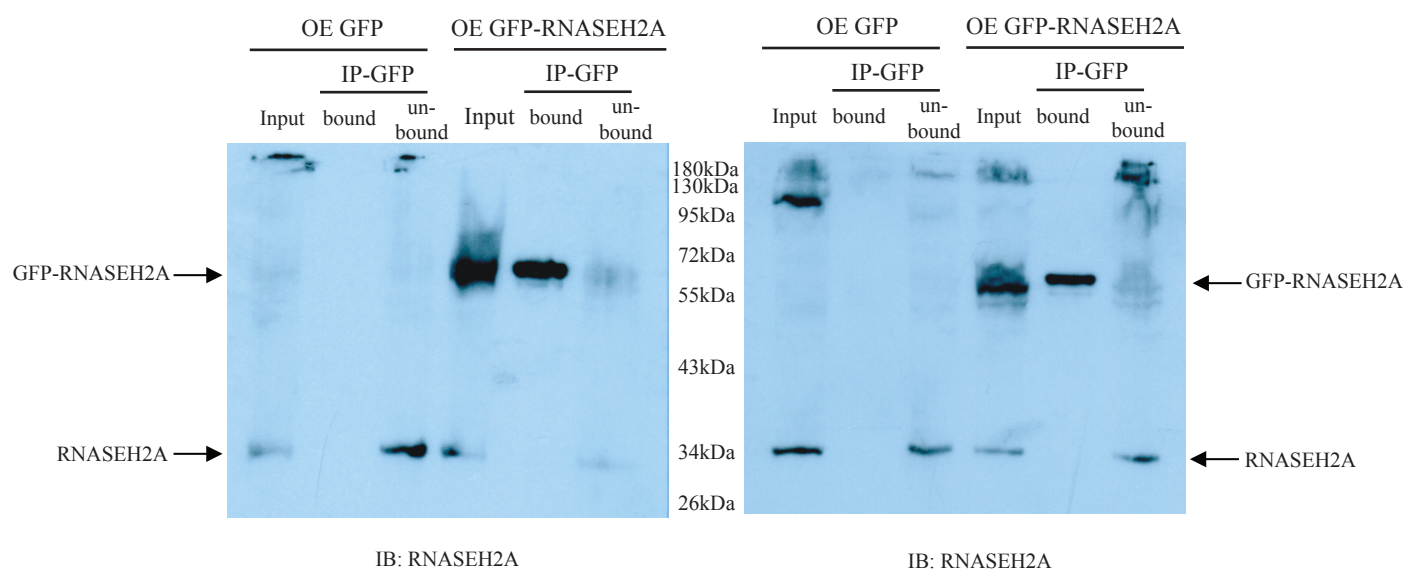 OE GFP
OE GFP-RNASEH2A
IP-GFP
IP-GFP
Input
bound
un-
bound
Input
bound
un-
bound
GFP-RNASEH2A
RNASEH2A
IB: RNASEH2A
180kDa
130kDa
95kDa
72kDa
55kDa
43kDa
34kDa
26kDa
OE GFP
OE GFP-RNASEH2A
IP-GFP
IP-GFP
Input
bound
un-
bound
Input
bound
un-
bound
GFP-RNASEH2A
RNASEH2A
IB: RNASEH2A